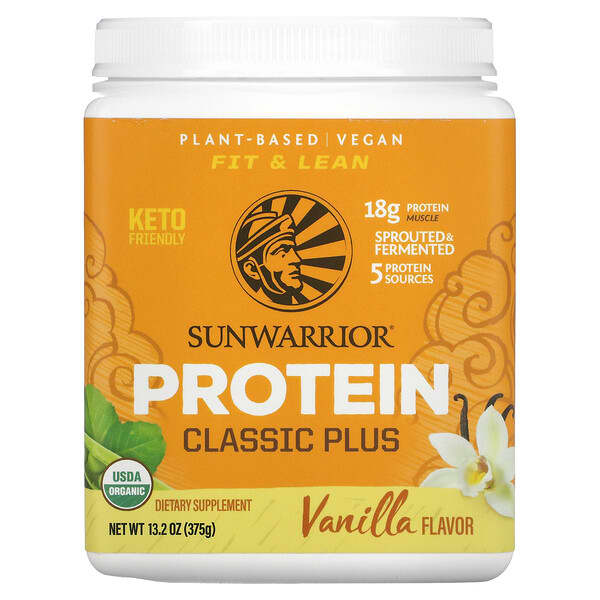 PLANT-BASED | VEGAN
FIT & LEAN
KETO
FRIENDLY
18g PROTEIN
MUSCLE
SPROUTED &
FERMENTED
5 PROTEIN
SOURCES
SUNWARRIOR®
PROTEIN
CLASSIC PLUS
USDA
ORGANIC
DIETARY SUPPLEMENT
NET WT 13.2 OZ (375g)
Vanilla FLAVOR